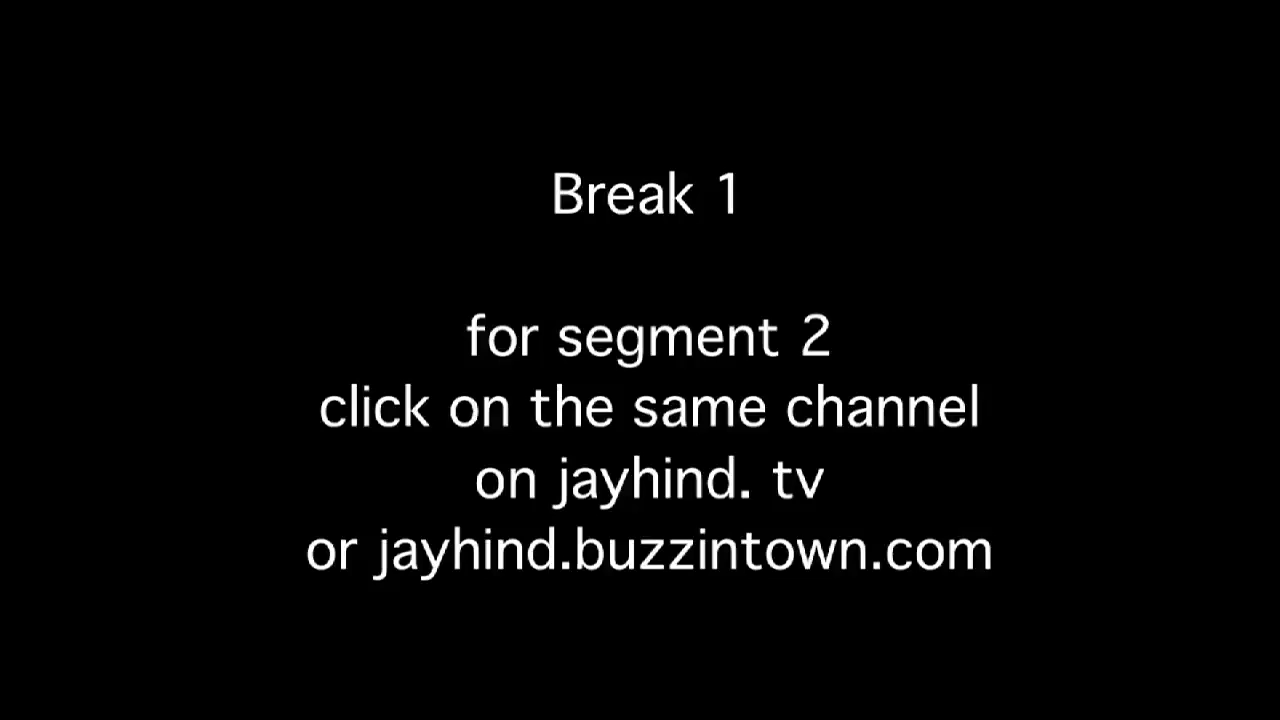 Break 1
for segment 2
click on the same channel
on jayhind. tv
or jayhind.buzzintown.com